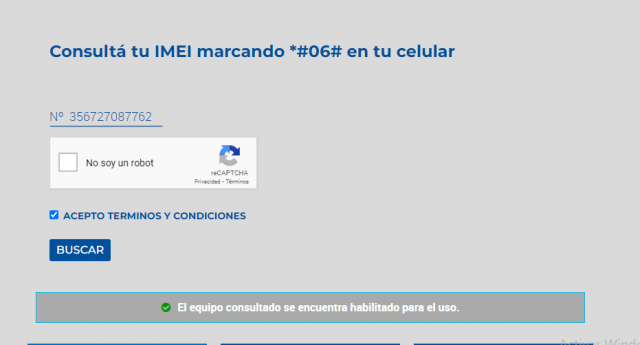 Consultá tu IMEI marcando *#06# en tu celular
Nº 356727087762
No soy un robot
reCAPTCHA
Privacidad - Términos
ACEPTO TERMINOS Y CONDICIONES
BUSCAR
El equipo consultado se encuentra habilitado para el uso.